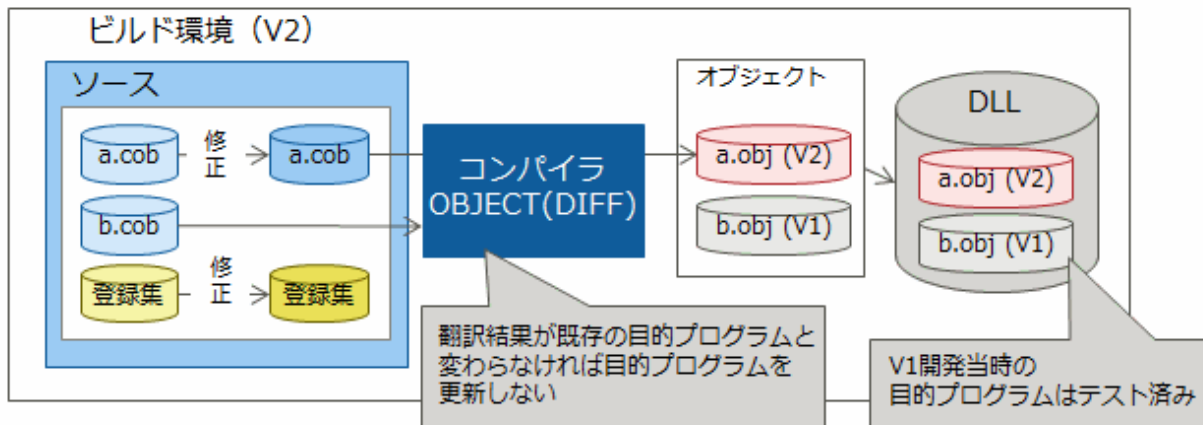 ビルド環境（V2）
ソース
a.cob
修
正
a.cob
b.cob
登録集
修
正
登録集
コンパイラ
OBJECT(DIFF)
オブジェクト
a.obj (V2)
b.obj (V1)
DLL
a.obj (V2)
b.obj (V1)
翻訳結果が既存の目的プログラムと
変わらなければ目的プログラムを
更新しない
V1開発当時の
目的プログラムはテスト済み